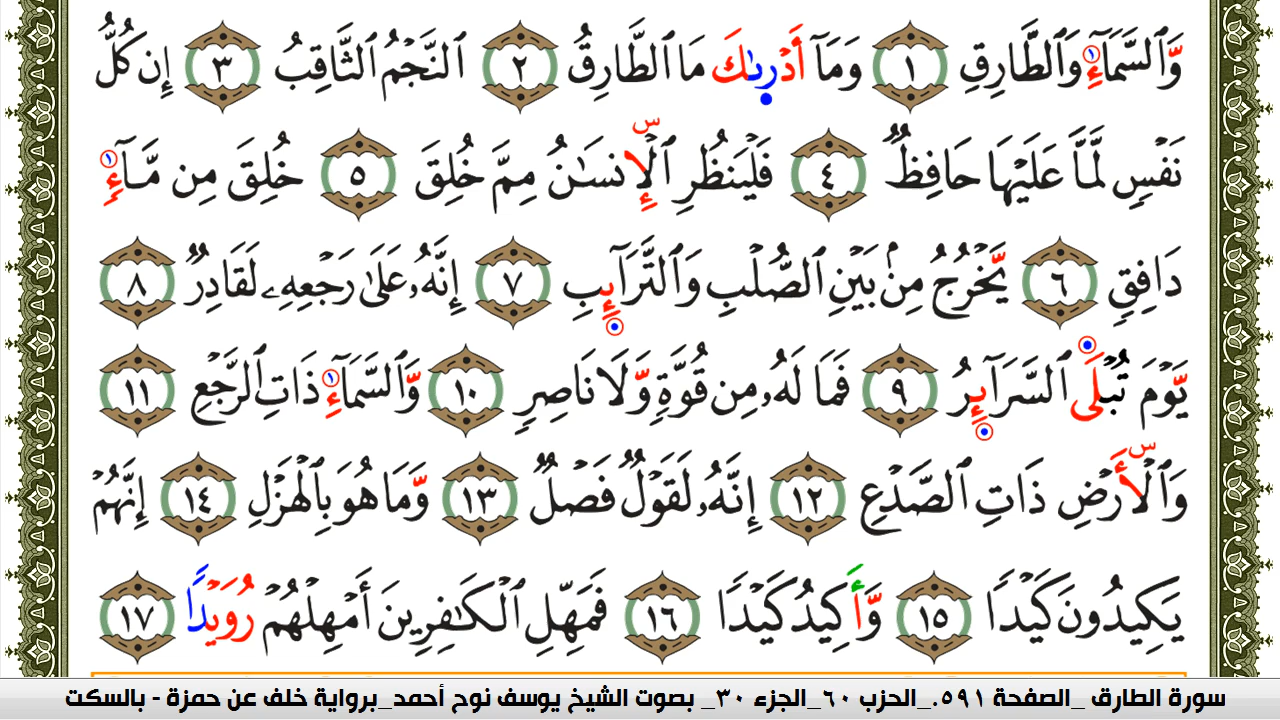 وَّٱلسَّمَآءِ وَٱلطَّارِقِ ١ وَمَآ أَدۡرىٰكَ مَا ٱلطَّارِقُ ٢ ٱلنَّجۡمُ ٱلثَّاقِبُ ٣ إِن كُلُّ
نَفۡسٖ لَّمَّا عَلَيۡهَا حَافِظٞ ٤ فَلۡيَنظُرِ ٱلۡإِنسَٰنُ مِمَّ خُلِقَ ٥ خُلِقَ مِن مَّآءٖ
دَافِقٖ ٦ يَّخۡرُجُ مِنۢ بَيۡنِ ٱلصُّلۡبِ وَٱلتَّرَآئِبِ ٧ إِنَّهُۥ عَلَىٰ رَجۡعِهِۦ لَقَادِرٞ ٨
يَّوۡمَ تُبۡلَى ٱلسَّرَآئِرُ ٩ فَمَا لَهُۥ مِن قُوَّةٖ وَّلَا نَاصِرٖ ١٠ وَّٱلسَّمَآءِ ذَاتِ ٱلرَّجۡعِ ١١
وَٱلۡأَرۡضِ ذَاتِ ٱلصَّدۡعِ ١٢ إِنَّهُۥ لَقَوۡلٞ فَصۡلٞ ١٣ وَّمَا هُوَ بِٱلۡهَزۡلِ ١٤ إِنَّهُمۡ
يَكِيدُونَ كَيۡدٗا ١٥ وَّأَكِيدُ كَيۡدٗا ١٦ فَمَهِّلِ ٱلۡكَٰفِرِينَ أَمۡهِلۡهُمۡ رُوَيۡدَۢا ١٧
سورة الطارق _الصفحة ٥٩١._الحزب ٦٠_الجزء ٣٠_ بصوت الشيخ يوسف نوح أحمد_برواية خلف عن حمزة - بالسكت